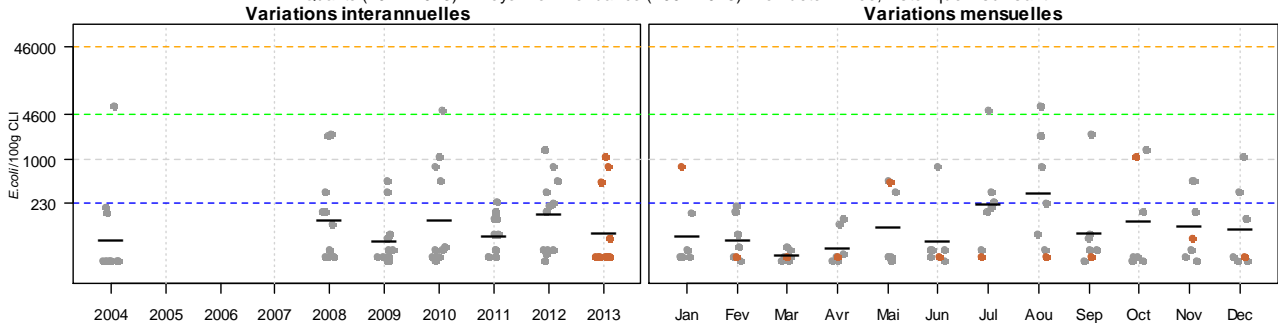 Variations interannuelles
Variations mensuelles
E.coli/100g CLI
46000
4600
1000
230
2004 2005 2006 2007 2008 2009 2010 2011 2012 2013
Jan Fev Mar Avr Mai Jun Jul Aou Sep Oct Nov Dec